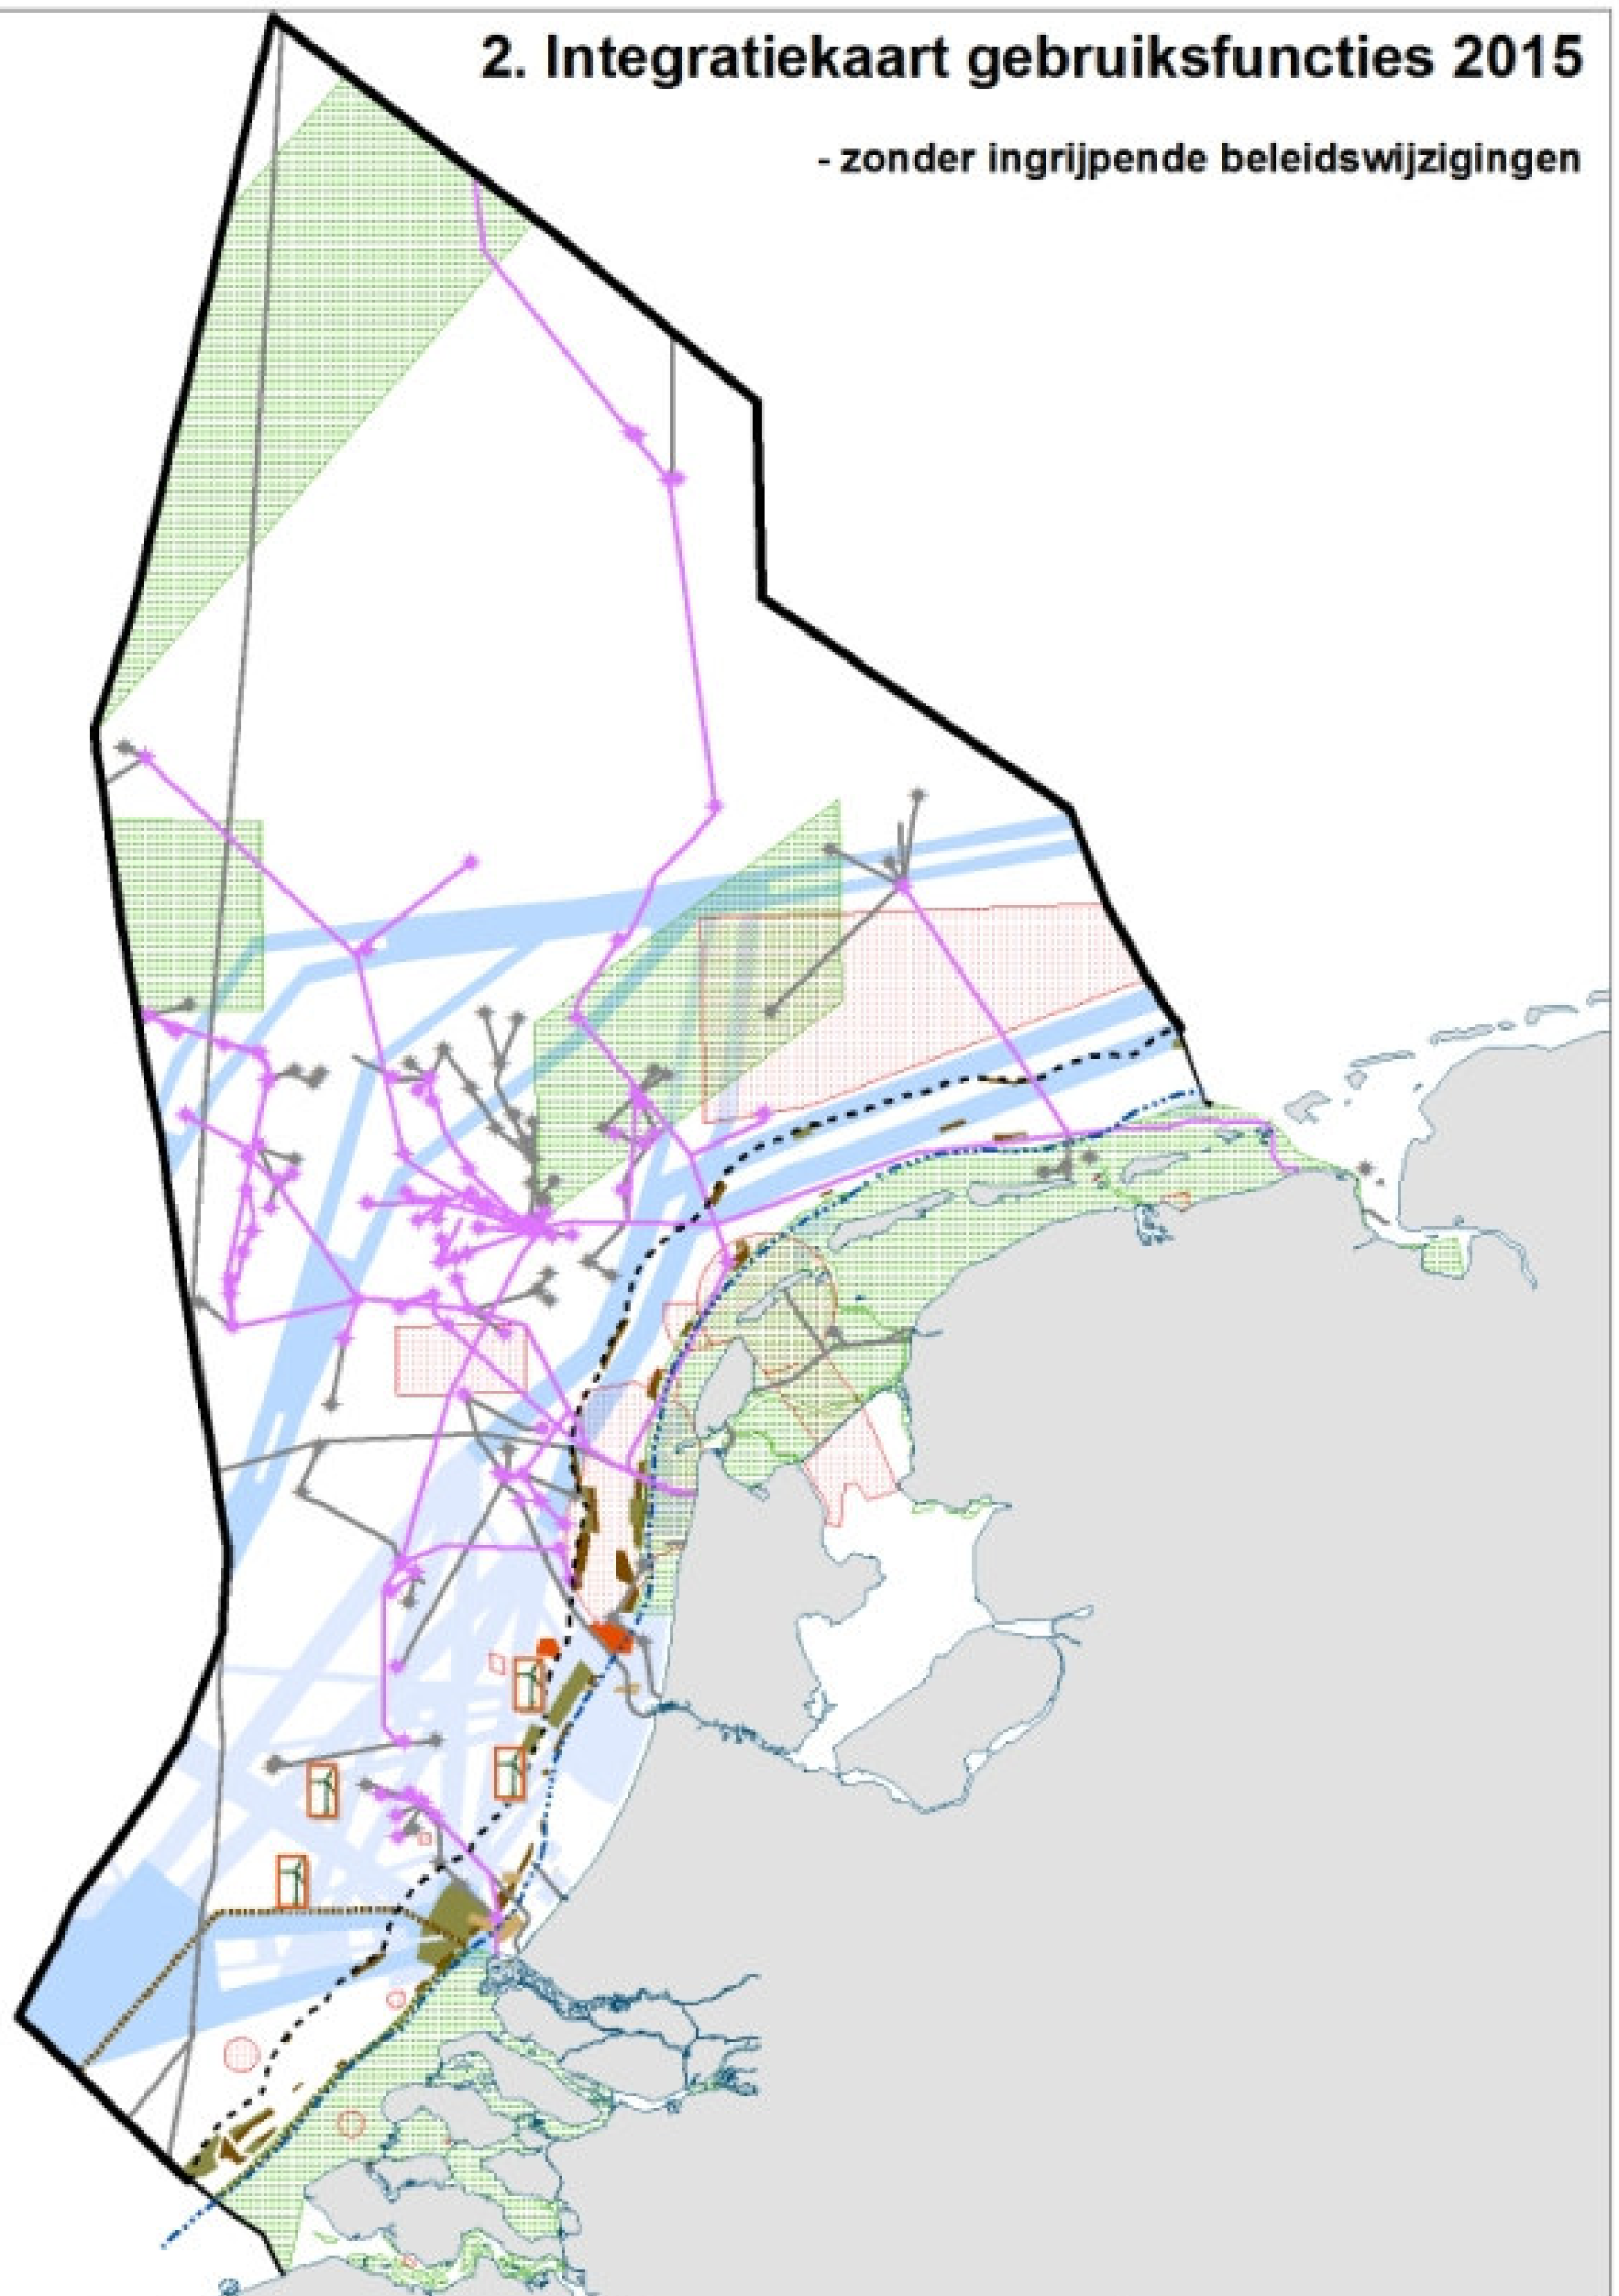 2. Integratiekaart gebruiksfuncties 2015
- zonder ingrijpende beleidswijzigingen